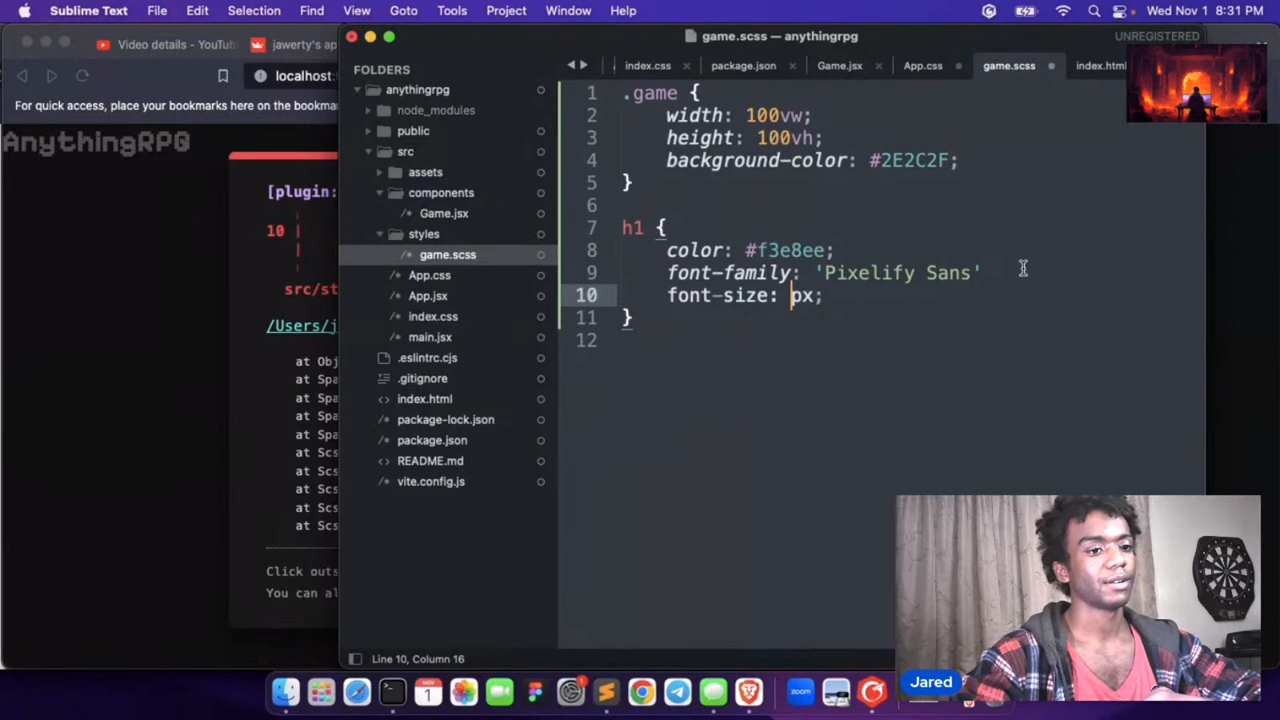 Sublime Text File Edit Selection Find View Goto Tools Project Window Help Wed Nov 1 8:31 PM
Video details - YouTu
jawerty's ap
game.scss — anythingrpg
UNREGISTERED
localhost:
For quick access, place your bookmarks here on the bookmar
AnythingRPG
[plugin:
10 |
|
src/st
/Users/j
at Obj
at Spa
at Spa
at Spa
at Spa
at Scs
at Scs
at Scs
at Scs
at Scs
Click outs
You can al
FOLDERS
anythingrpg
node_modules
public
src
assets
components
Game.jsx
styles
game.scss
App.css
App.jsx
index.css
main.jsx
.eslintrc.cjs
.gitignore
index.html
package-lock.json
package.json
README.md
vite.config.js
index.css package.json Game.jsx App.css game.scss index.html
1 .game {
2 width: 100vw;
3 height: 100vh;
4 background-color: #2E2C2F;
5 }
6
7 h1 {
8 color: #f3e8ee;
9 font-family: 'Pixelify Sans'
10 font-size: px;
11 }
12
Line 10, Column 16
Jared
NOV
1
zoom